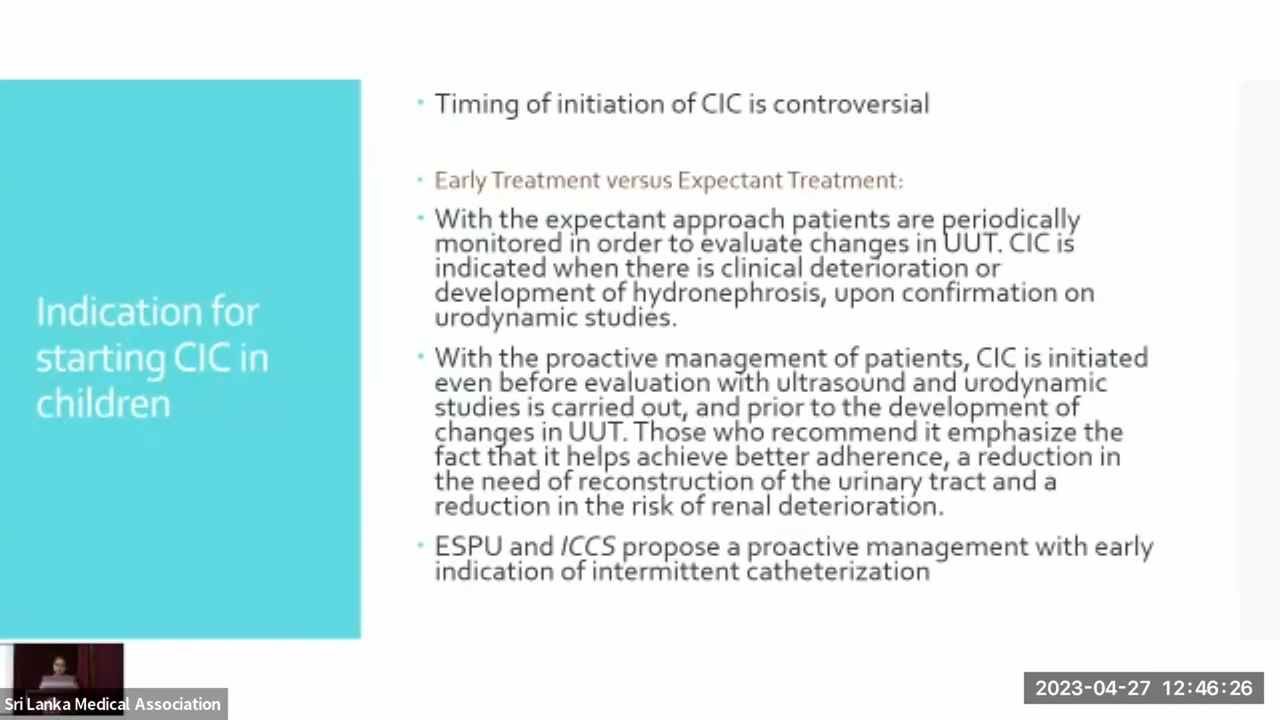 Indication for
starting CIC in
children
Timing of initiation of CIC is controversial
Early Treatment versus Expectant Treatment:
With the expectant approach patients are periodically
monitored in order to evaluate changes in UUT. CIC is
indicated when there is clinical deterioration or
development of hydronephrosis, upon confirmation on
urodynamic studies.
With the proactive management of patients, CIC is initiated
even before evaluation with ultrasound and urodynamic
studies is carried out, and prior to the development of
changes in UUT. Those who recommend it emphasize the
fact that it helps achieve better adherence, a reduction in
the need of reconstruction of the urinary tract and a
reduction in the risk of renal deterioration.
ESPU and ICCS propose a proactive management with early
indication of intermittent catheterization
Sri Lanka Medical Association
2023-04-27 12:46:26